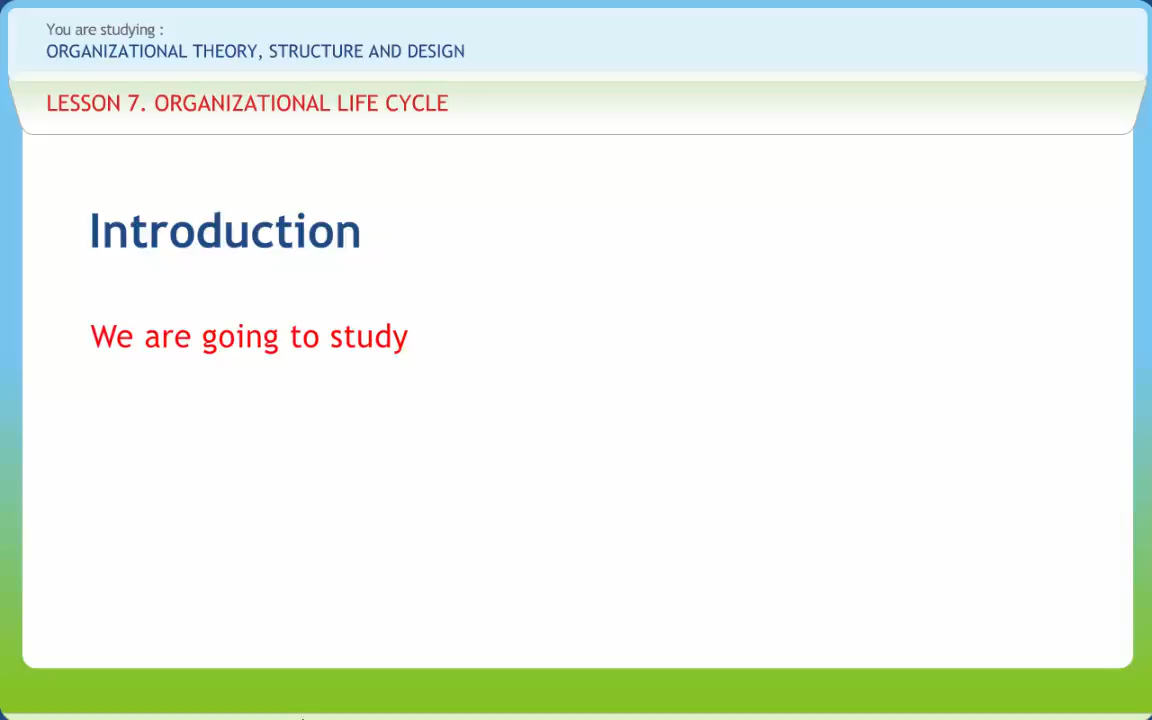 You are studying :
ORGANIZATIONAL THEORY, STRUCTURE AND DESIGN
LESSON 7. ORGANIZATIONAL LIFE CYCLE
Introduction
We are going to study